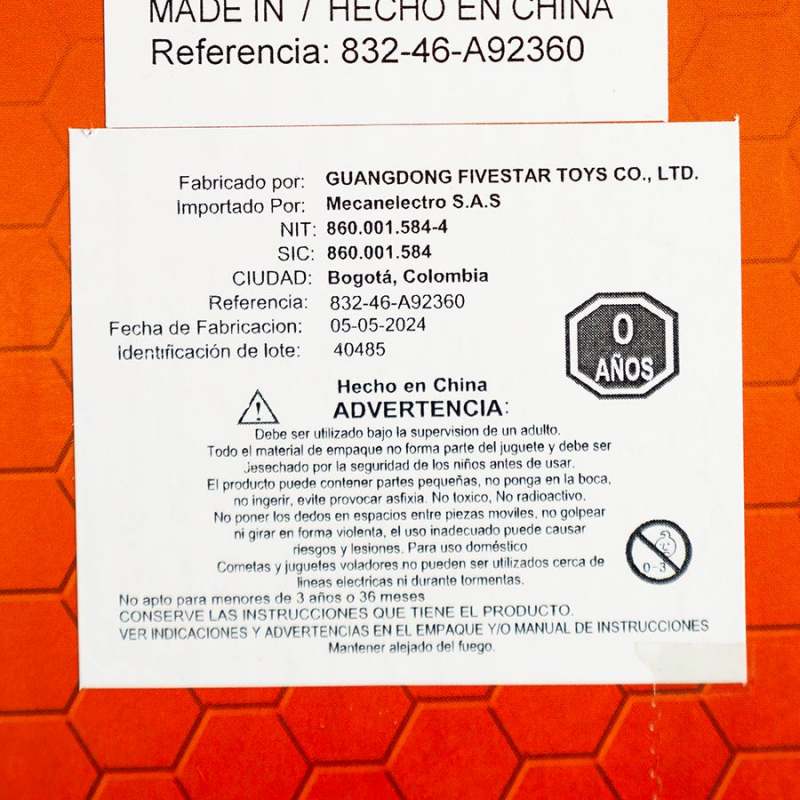 MADE IN / HECHO EN CHINA
Referencia: 832-46-A92360
Fabricado por: GUANGDONG FIVESTAR TOYS CO., LTD.
Importado Por: Mecanelectro S.A.S
NIT: 860.001.584-4
SIC: 860.001.584
CIUDAD: Bogotá, Colombia
Referencia: 832-46-A92360
Fecha de Fabricacion: 05-05-2024
Identificación de lote: 40485
0
AÑOS
Hecho en China
ADVERTENCIA:
Debe ser utilizado bajo la supervision de un adulto.
Todo el material de empaque no forma parte del juguete y debe ser
desechado por la seguridad de los niños antes de usar.
El producto puede contener partes pequeñas, no ponga en la boca,
no ingerir, evite provocar asfixia. No toxico, No radioactivo.
No poner los dedos en espacios entre piezas moviles, no golpear
ni girar en forma violenta, el uso inadecuado puede causar
riesgos y lesiones. Para uso doméstico
Cometas y juguetes voladores no pueden ser utilizados cerca de
lineas electricas ni durante tormentas.
0-3
No apto para menores de 3 años o 36 meses
CONSERVE LAS INSTRUCCIONES QUE TIENE EL PRODUCTO.
VER INDICACIONES Y ADVERTENCIAS EN EL EMPAQUE Y/O MANUAL DE INSTRUCCIONES
Mantener alejado del fuego.